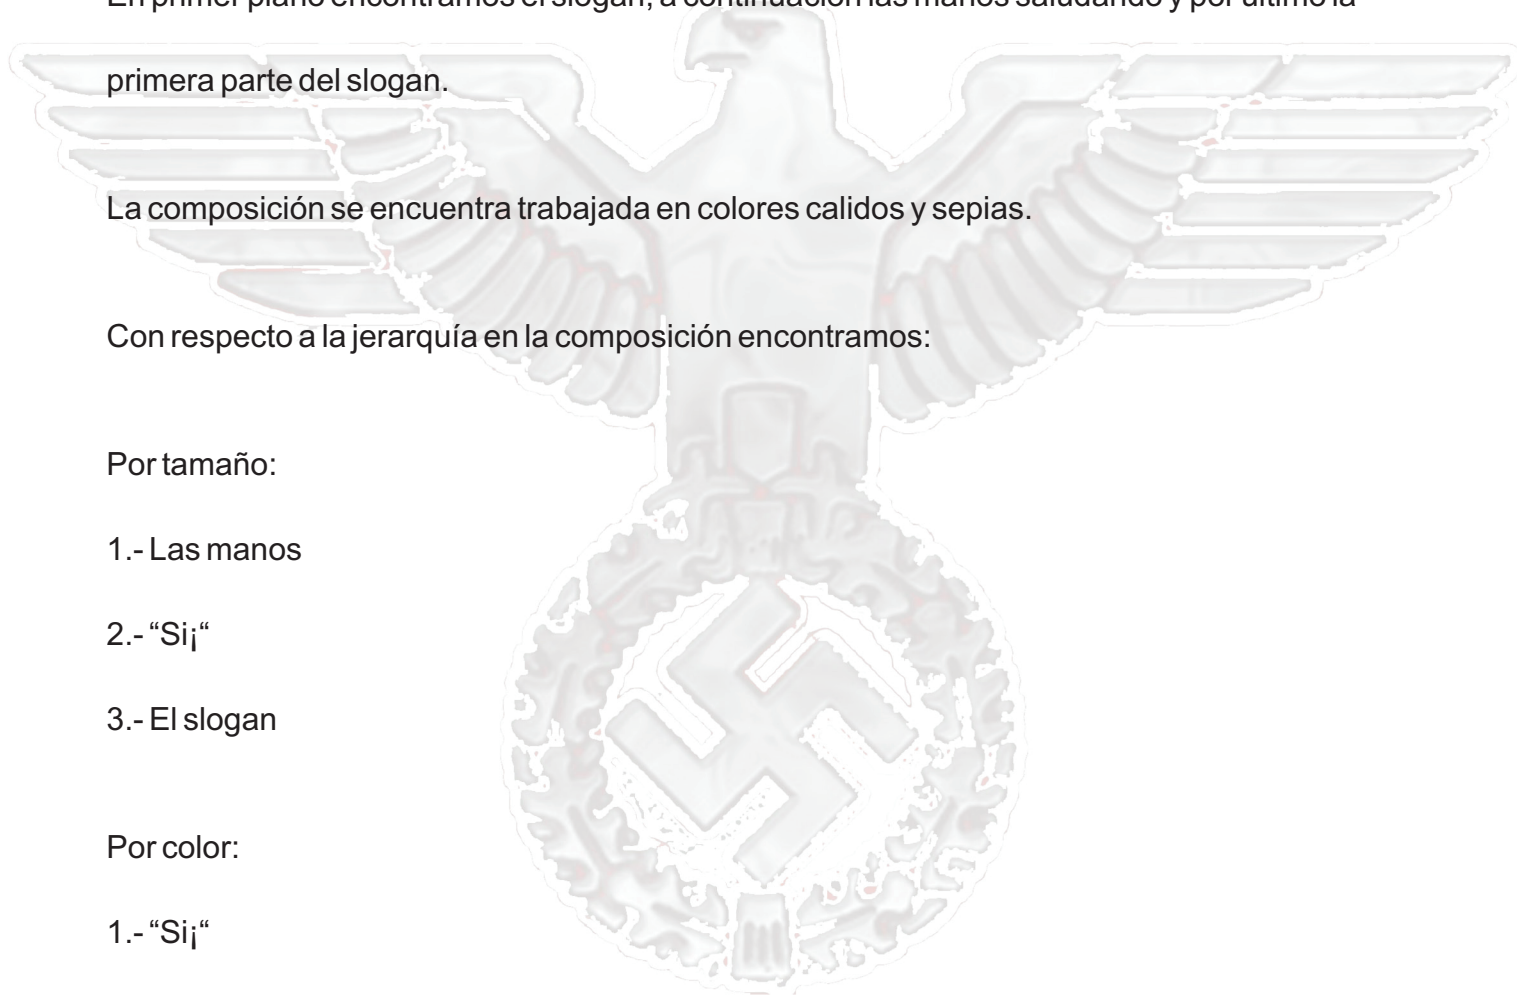 En primer plano encontramos el slogan, a continuación las manos saludando y por último la
primera parte del slogan.
La composición se encuentra trabajada en colores calidos y sepias.
Con respecto a la jerarquía en la composición encontramos:
Por tamaño:
1.- Las manos
2.- “Si¡“
3.- El slogan
Por color:
1.- “Si¡“